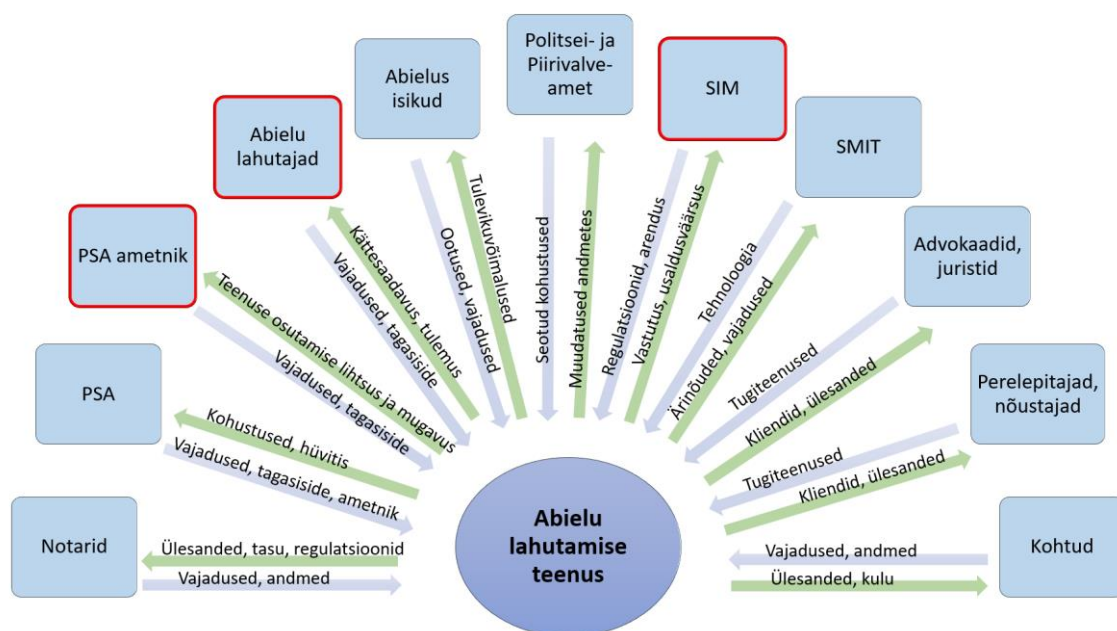 Politsei- ja
Piirivalve-
amet
Abielus
isikud
SIM
Abielu
lahutajad
SMIT
PSA ametnik
Advokaadid,
juristid
PSA
Perelepitajad,
nõustajad
Notarid
Kohtud
Abielu
lahutamise
teenus
Ülesanded, tasu, regulatsioonid
Vajadused, andmed
Kohustused, hüvitis
Vajadused, tagasiside, ametnik
Teenuse osutamise lihtsus ja mugavus
Vajadused, tagasiside
Kättesaadavus, tulemus
Vajadused, tagasiside
Ootused, vajadused
Tulevikuvõimalused
Seotud kohustused
Muudatused andmetes
Regulatsioonid, arendus
Vastutus, usaldusväärsus
Tehnoloogia
Ärinõuded, vajadused
Tugiteenused
Kliendid, ülesanded
Tugiteenused
Kliendid, ülesanded
Vajadused, andmed
Ülesanded, kulu